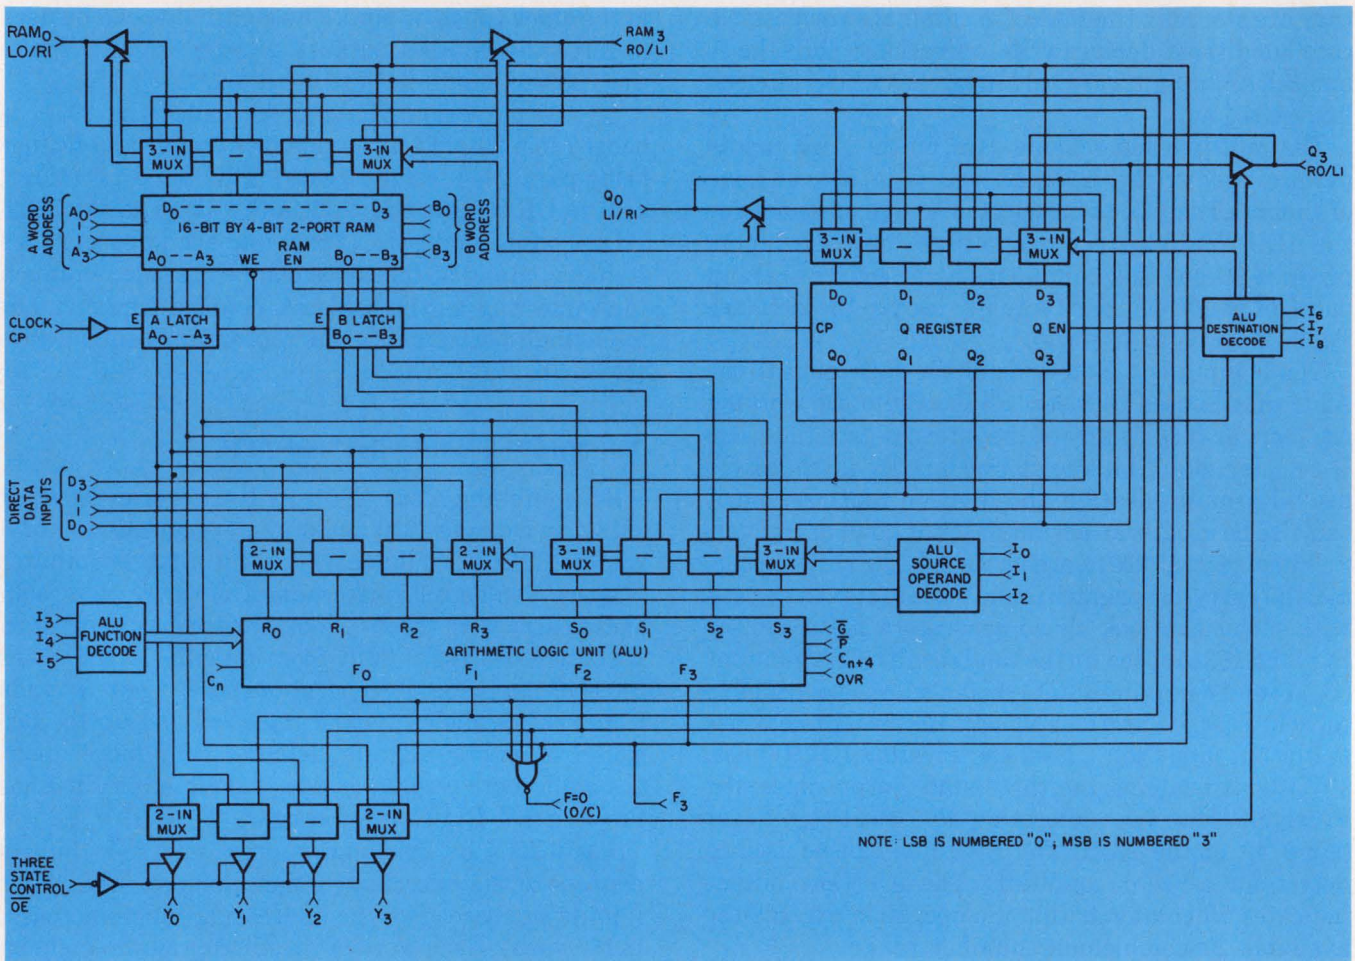 RAM0
LO/RI
RAM3
RO/LI
3-IN
MUX
—
—
3-IN
MUX
Q3
RO/LI
Q0
LI/RI
A WORD
ADDRESS
A0
A3
D0 - - - - - - - - - - - - - - D3
16-BIT BY 4-BIT 2-PORT RAM
RAM
A0---A3 WE EN B0---B3
B0
B3
B WORD
ADDRESS
3-IN
MUX
—
—
3-IN
MUX
CLOCK
CP
E
A LATCH
A0---A3
E
B LATCH
B0---B3
D0 D1 D2 D3
CP Q REGISTER Q EN
Q0 Q1 Q2 Q3
ALU
DESTINATION
DECODE
I6
I7
I8
DIRECT
DATA
INPUTS
D3
D0
2-IN
MUX
—
—
2-IN
MUX
3-IN
MUX
—
—
3-IN
MUX
ALU
SOURCE
OPERAND
DECODE
I0
I1
I2
I3
I4
I5
ALU
FUNCTION
DECODE
R0 R1 R2 R3 S0 S1 S2 S3
ARITHMETIC LOGIC UNIT (ALU)
F0 F1 F2 F3
Cn
G̅
P̅
Cn+4
OVR
F=0
(O/C)
F3
2-IN
MUX
—
—
2-IN
MUX
NOTE: LSB IS NUMBERED "0"; MSB IS NUMBERED "3"
THREE
STATE
CONTROL
O̅E̅
Y0 Y1 Y2 Y3